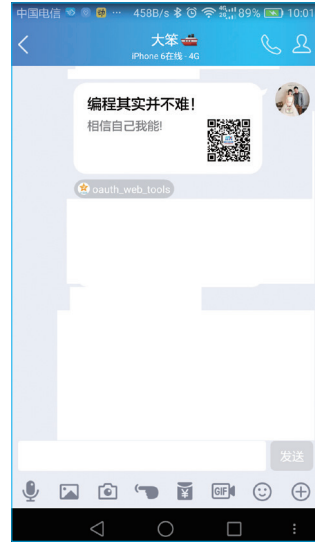 中国电信 ... 458B/s 89% 10:01
大笨
iPhone 6在线 - 4G
编程其实并不难!
相信自己我能!
oauth_web_tools
发送
GIF